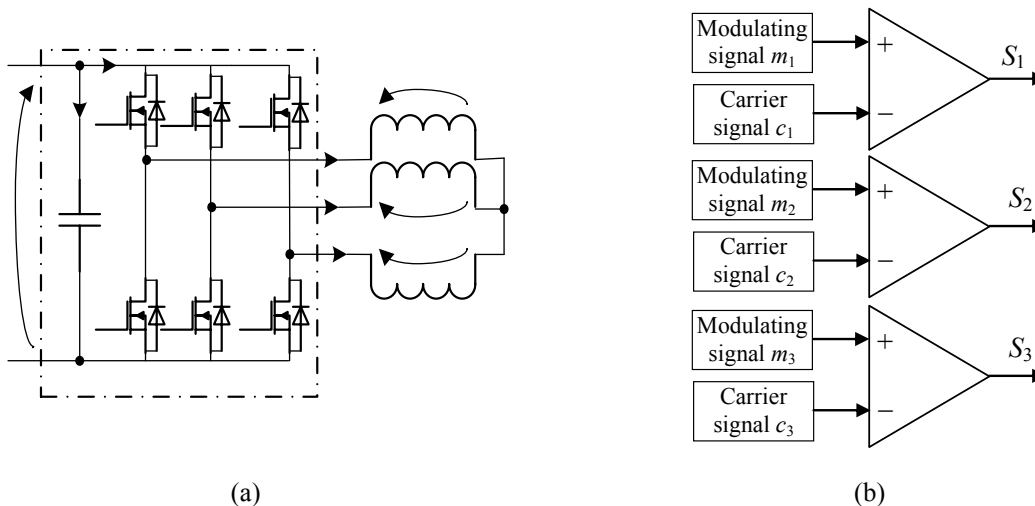 Modulating
signal m1
Carrier
signal c1
+
−
S1
Modulating
signal m2
Carrier
signal c2
+
−
S2
Modulating
signal m3
Carrier
signal c3
+
−
S3
(a)
(b)